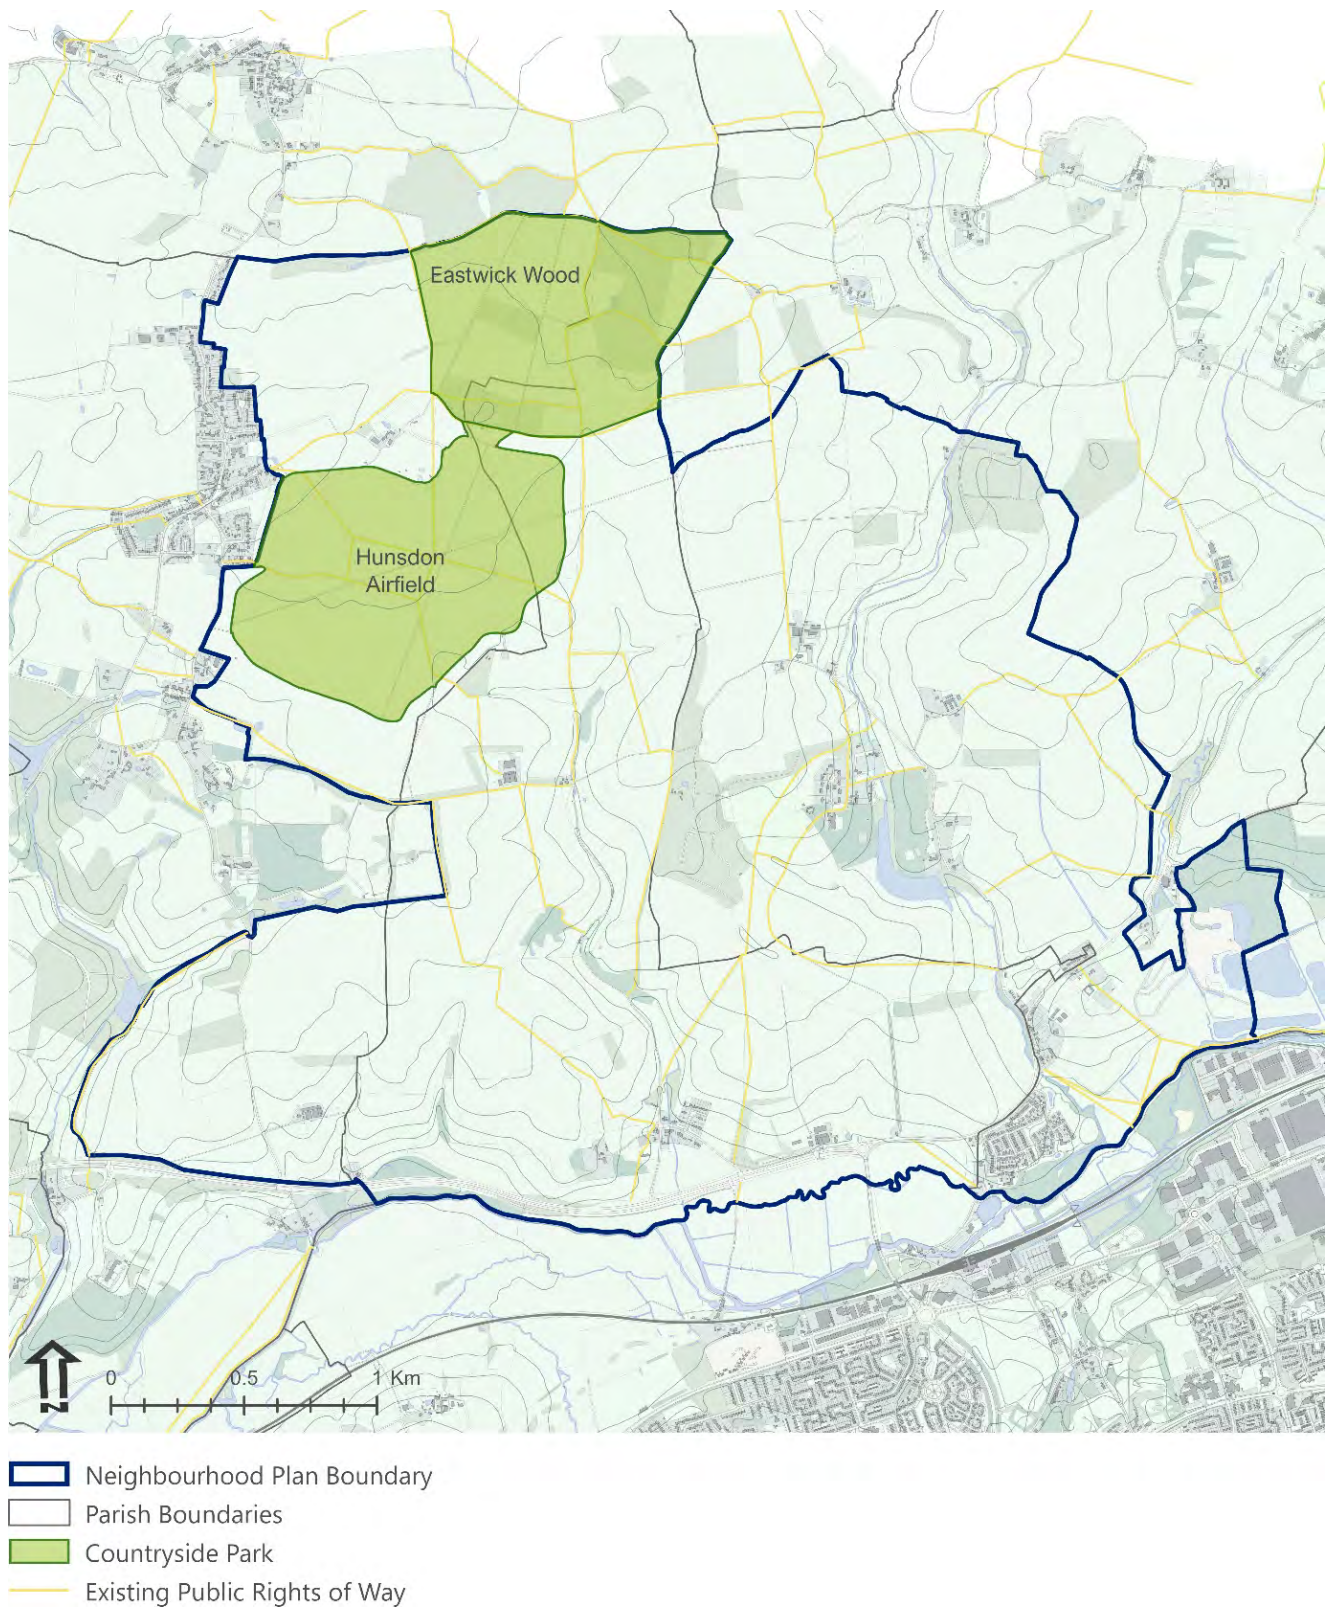 Eastwick Wood
Hunsdon
Airfield
N
0 0.5 1 Km
Neighbourhood Plan Boundary
Parish Boundaries
Countryside Park
Existing Public Rights of Way